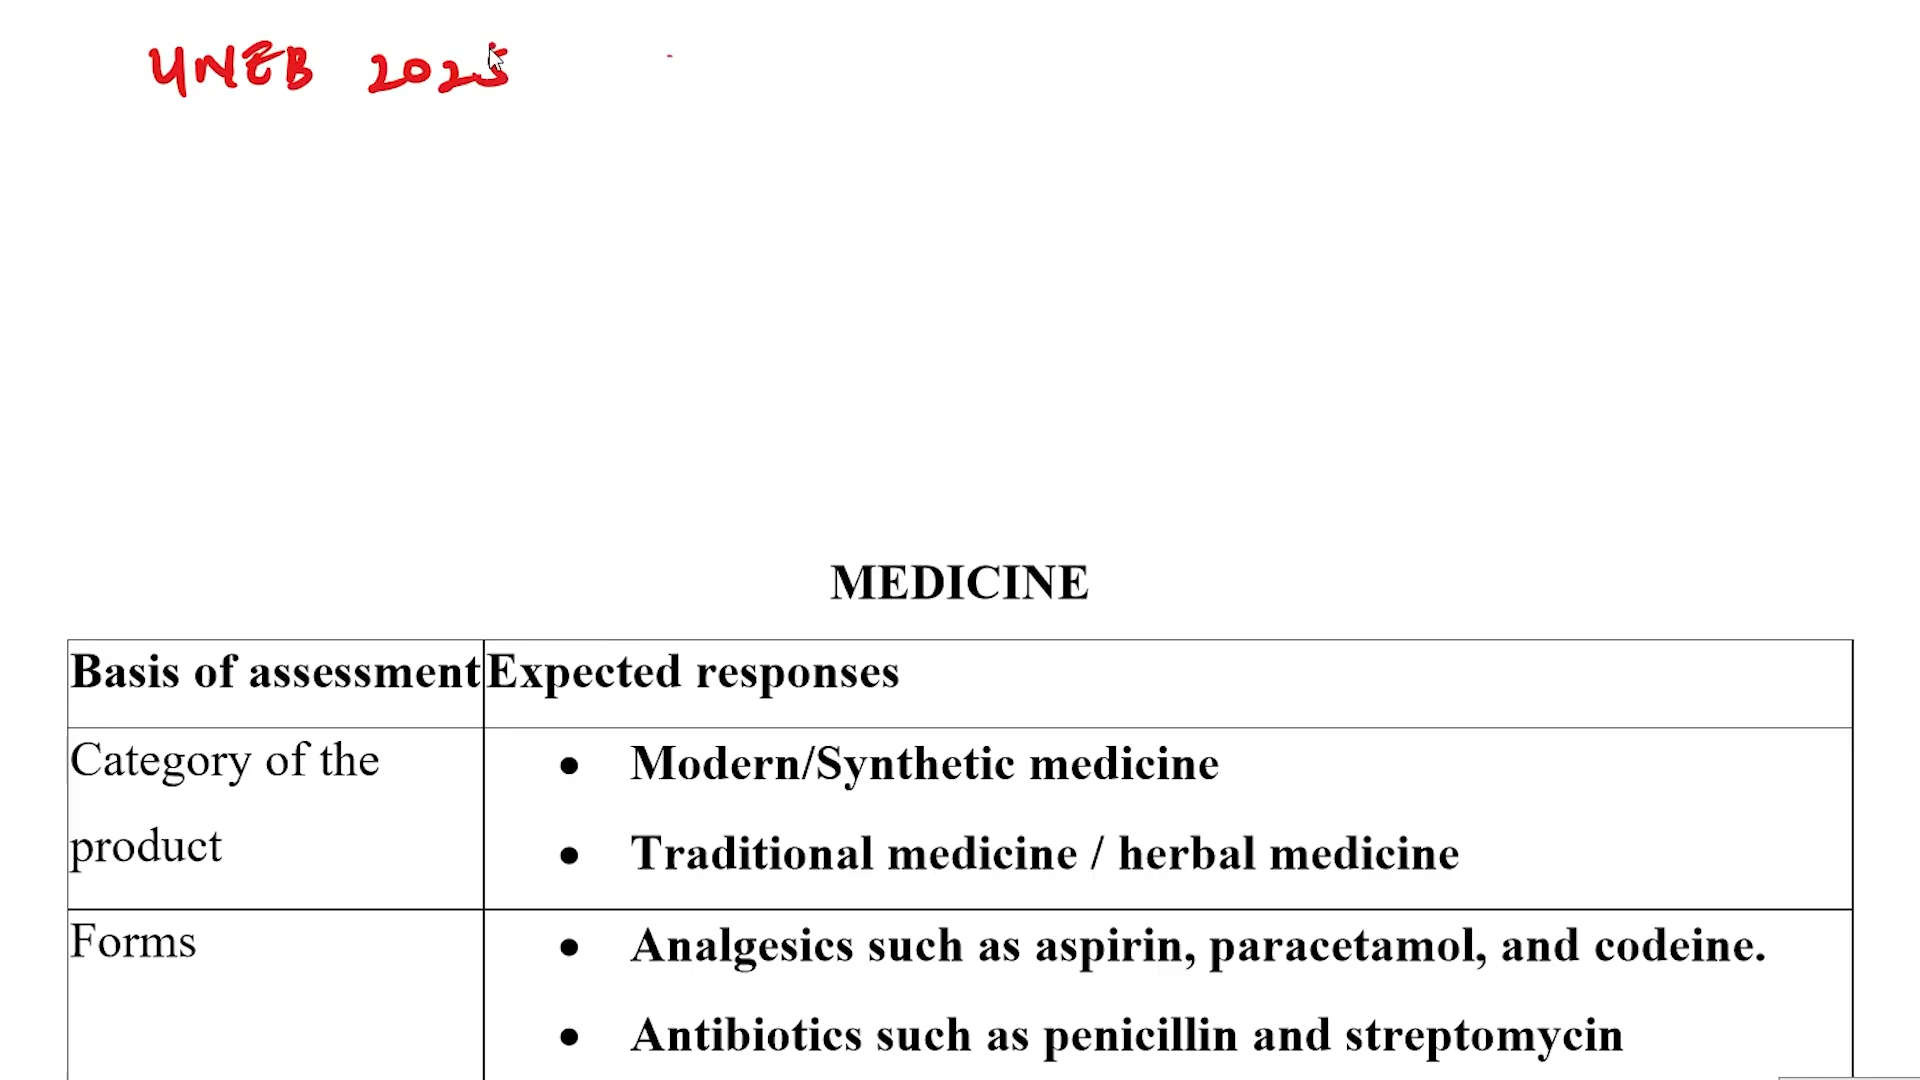 UNEB 2025
MEDICINE
Basis of assessment Expected responses
Category of the product
• Modern/Synthetic medicine
• Traditional medicine / herbal medicine
Forms
• Analgesics such as aspirin, paracetamol, and codeine.
• Antibiotics such as penicillin and streptomycin